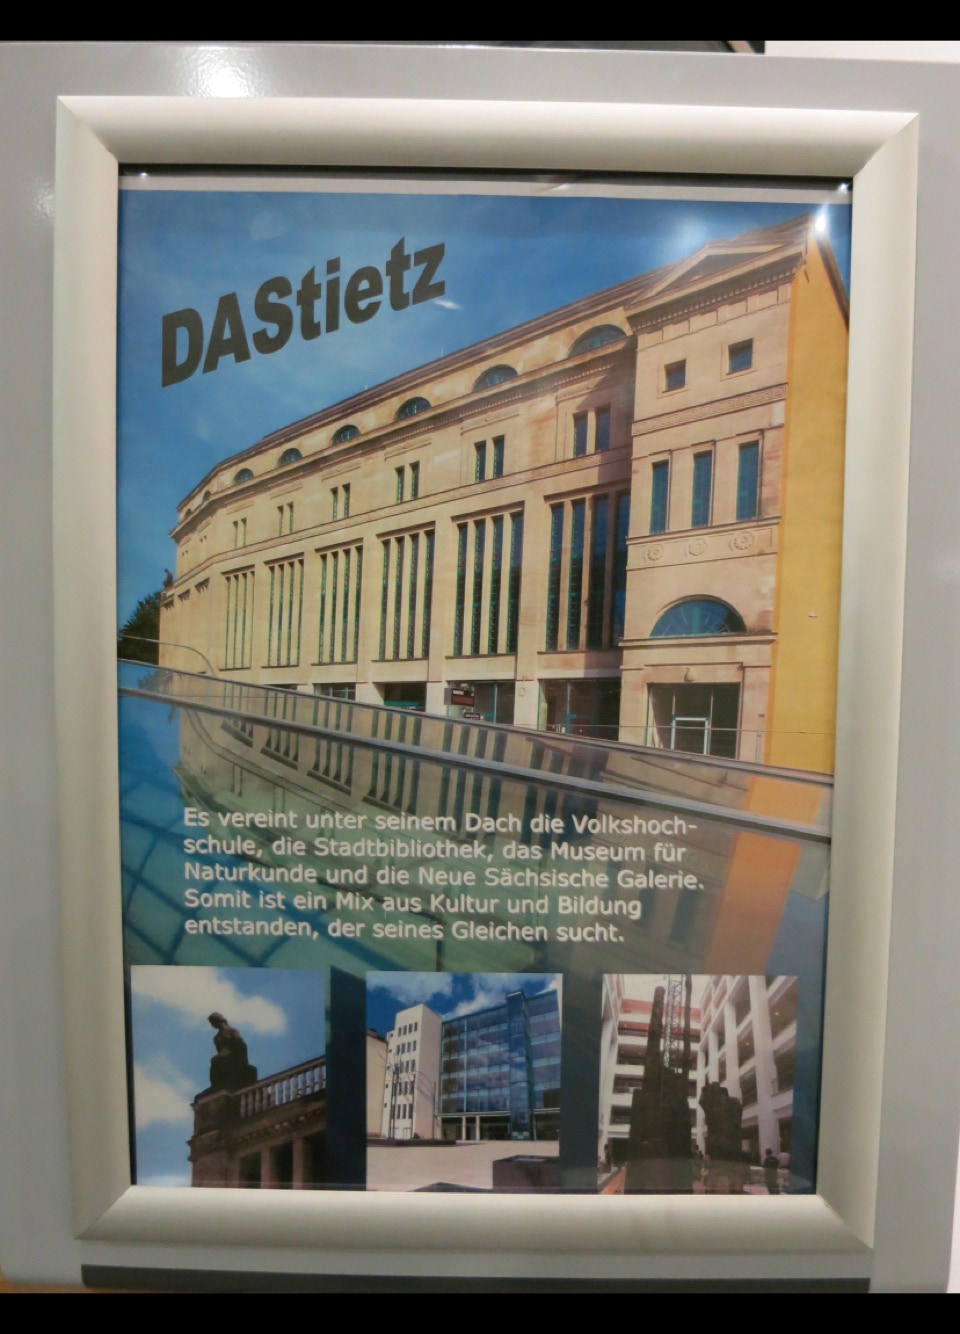 DAStietz
Es vereint unter seinem Dach die Volkshoch-
schule, die Stadtbibliothek, das Museum für
Naturkunde und die Neue Sächsische Galerie.
Somit ist ein Mix aus Kultur und Bildung
entstanden, der seines Gleichen sucht.